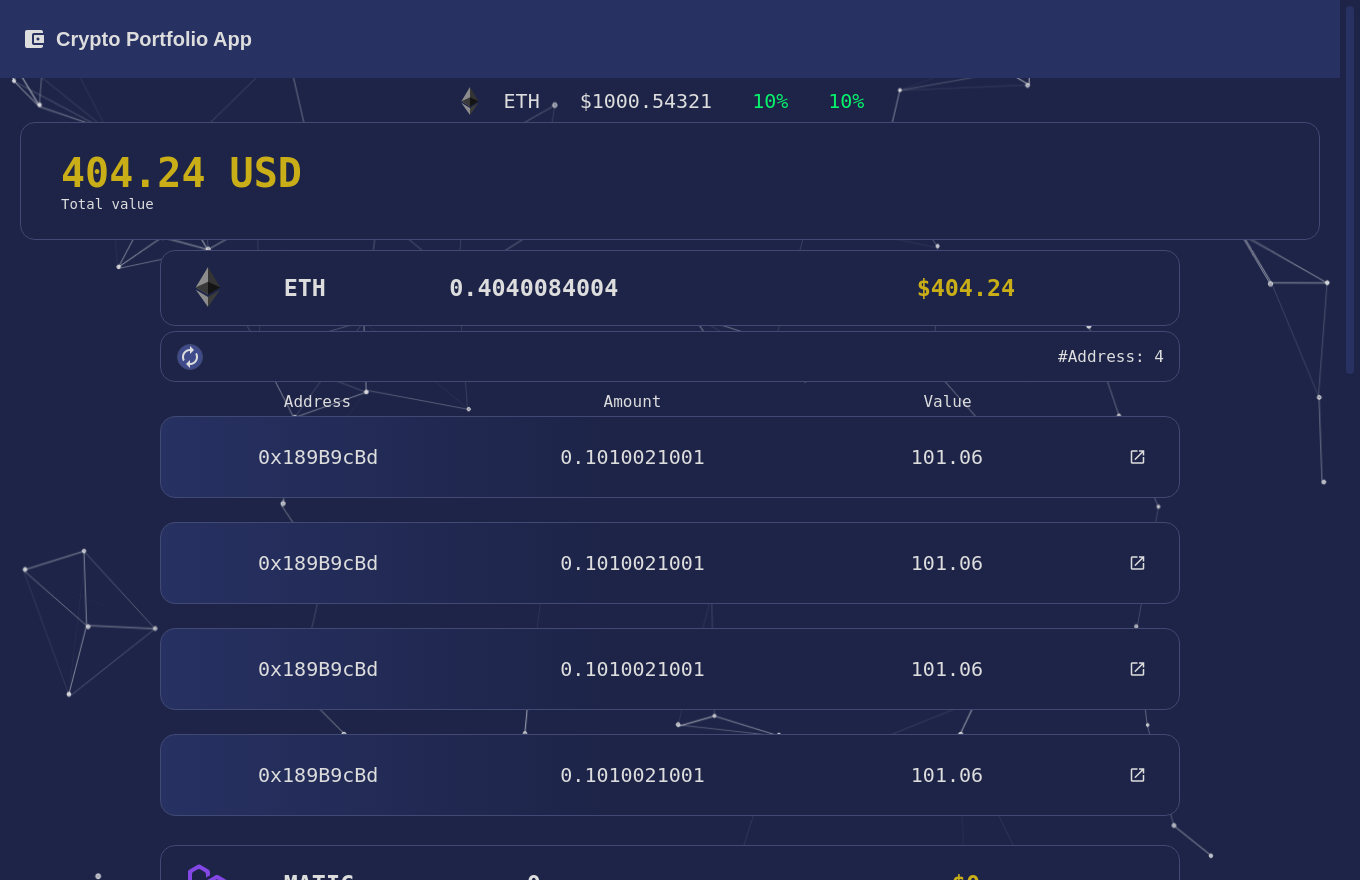 Crypto Portfolio App
ETH $1000.54321 10% 10%
404.24 USD
Total value
ETH 0.4040084004 $404.24
#Address: 4
Address Amount Value
0x189B9cBd 0.1010021001 101.06
0x189B9cBd 0.1010021001 101.06
0x189B9cBd 0.1010021001 101.06
0x189B9cBd 0.1010021001 101.06
MATIC 0 $0